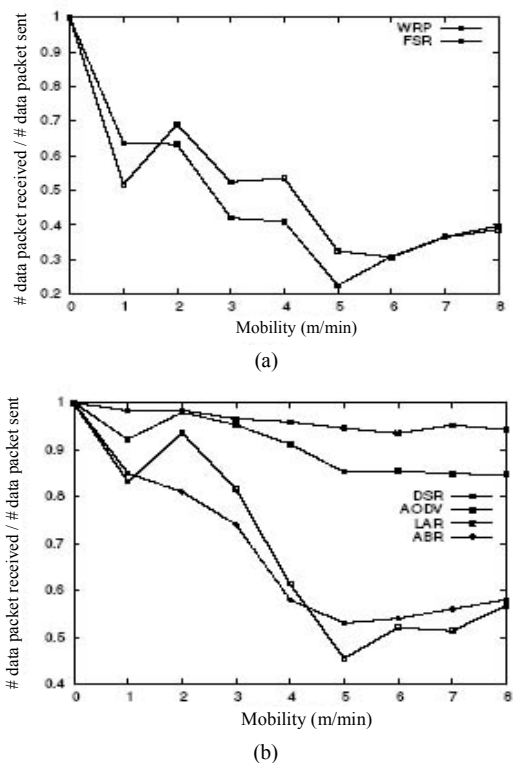 # data packet received / # data packet sent
1
0.9
0.8
0.7
0.6
0.5
0.4
0.3
0.2
WRP
FSR
0 1 2 3 4 5 6 7 8
Mobility (m/min)
(a)
# data packet received / # data packet sent
1
0.9
0.8
0.7
0.6
0.5
0.4
DSR
AODV
LAR
ABR
0 1 2 3 4 5 6 7 8
Mobility (m/min)
(b)